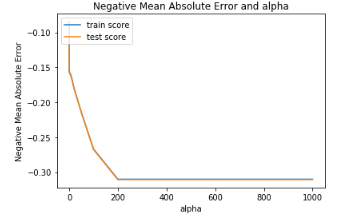 Negative Mean Absolute Error and alpha
train score
test score
Negative Mean Absolute Error
−0.10
−0.15
−0.20
−0.25
−0.30
0 200 400 600 800 1000
alpha